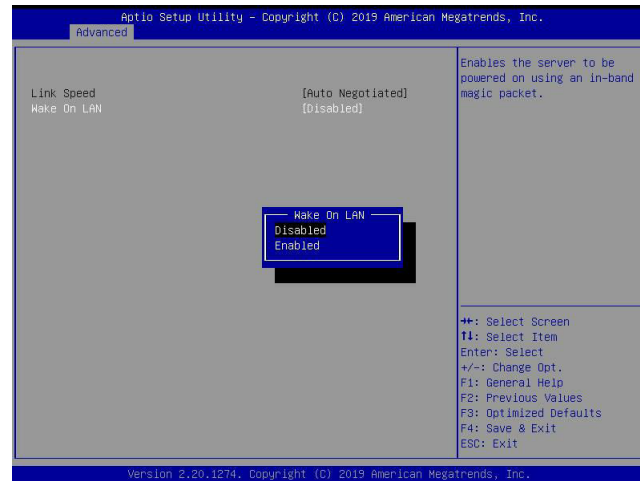 Aptio Setup Utility – Copyright (C) 2019 American Megatrends, Inc.
Advanced
Link Speed [Auto Negotiated]
Wake On LAN [Disabled]
Enables the server to be
powered on using an in-band
magic packet.
Wake On LAN
Disabled
Enabled
→←: Select Screen
↑↓: Select Item
Enter: Select
+/-: Change Opt.
F1: General Help
F2: Previous Values
F3: Optimized Defaults
F4: Save & Exit
ESC: Exit
Version 2.20.1274. Copyright (C) 2019 American Megatrends, Inc.